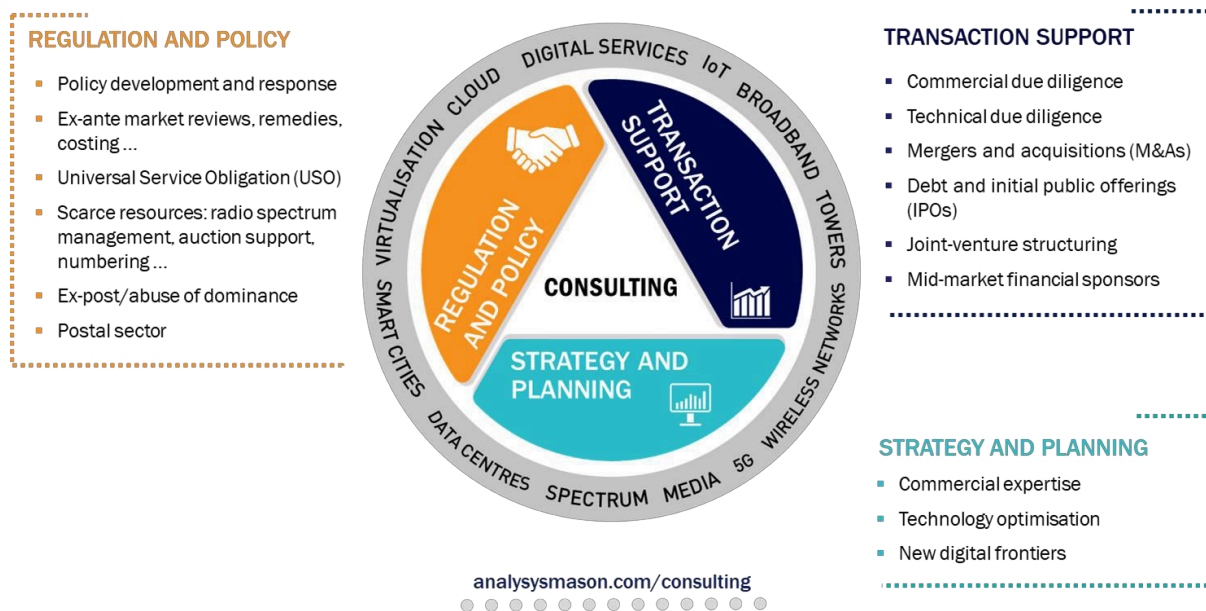 REGULATION AND POLICY
Policy development and response
Ex-ante market reviews, remedies,
costing ...
Universal Service Obligation (USO)
Scarce resources: radio spectrum
management, auction support,
numbering ...
Ex-post/abuse of dominance
Postal sector
VIRTUALISATION
CLOUD
DIGITAL SERVICES
IoT
BROADBAND
TOWERS
WIRELESS NETWORKS
5G
MEDIA
SPECTRUM
DATA CENTRES
SMART CITIES
REGULATION
AND POLICY
TRANSACTION
SUPPORT
CONSULTING
STRATEGY AND
PLANNING
TRANSACTION SUPPORT
Commercial due diligence
Technical due diligence
Mergers and acquisitions (M&As)
Debt and initial public offerings
(IPOs)
Joint-venture structuring
Mid-market financial sponsors
STRATEGY AND PLANNING
Commercial expertise
Technology optimisation
New digital frontiers
analysysmason.com/consulting